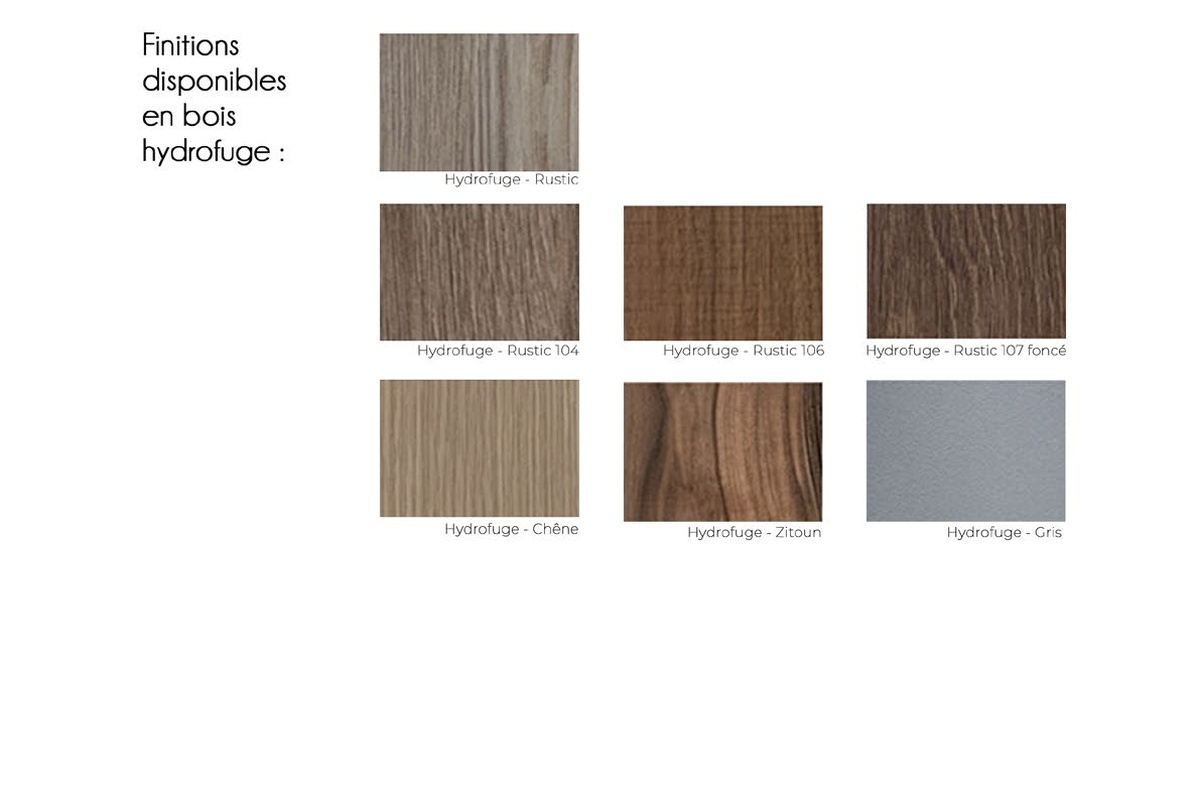 Finitions
disponibles
en bois
hydrofuge :
Hydrofuge - Rustic
Hydrofuge - Rustic 104
Hydrofuge - Rustic 106
Hydrofuge - Rustic 107 foncé
Hydrofuge - Chêne
Hydrofuge - Zitoun
Hydrofuge - Gris